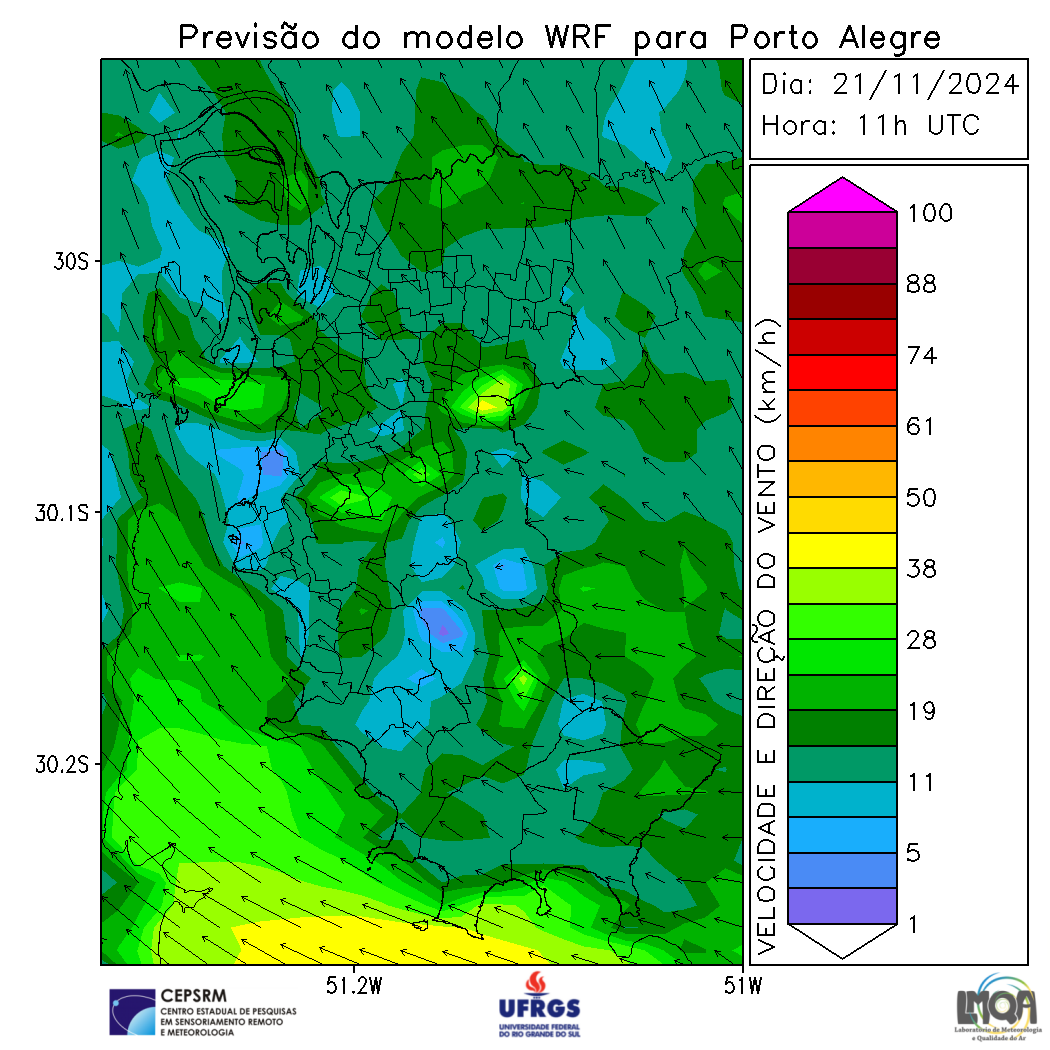 Previsão do modelo WRF para Porto Alegre
Dia: 21/11/2024
Hora: 11h UTC
30S
30.1S
30.2S
51.2W
51W
VELOCIDADE E DIREÇÃO DO VENTO (km/h)
100
88
74
61
50
38
28
19
11
5
1
CEPSRM
CENTRO ESTADUAL DE PESQUISAS
EM SENSORIAMENTO REMOTO
E METEOROLOGIA
UFRGS
UNIVERSIDADE FEDERAL
DO RIO GRANDE DO SUL
LMQA
Laboratório de Meteorologia
e Qualidade do Ar